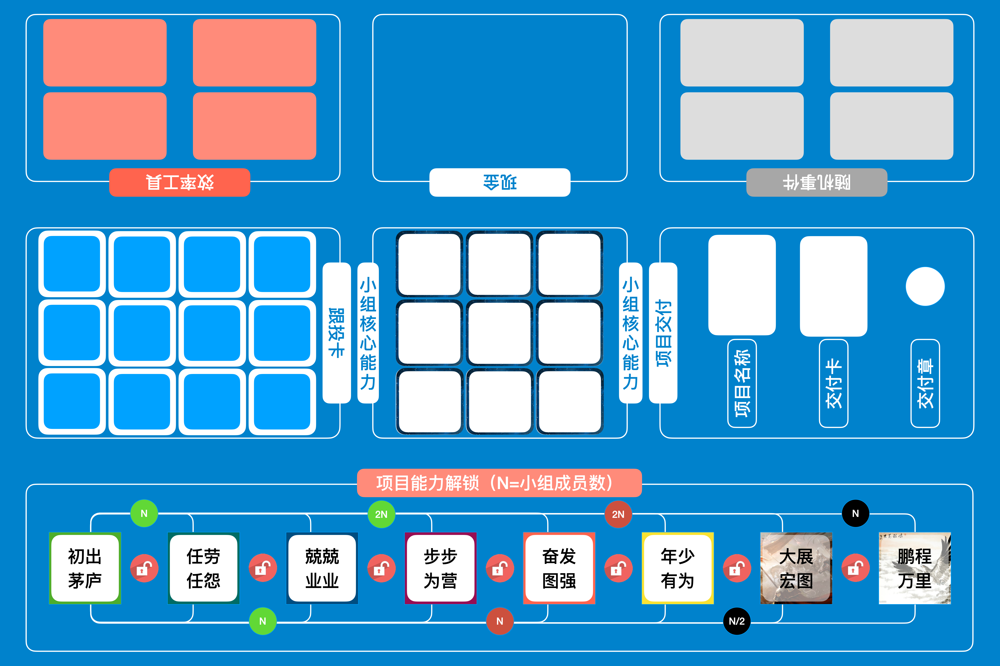 效率工具
现金
随机事件
跟投卡
小组核心能力
小组核心能力
项目交付
项目名称
交付卡
交付章
项目能力解锁（N=小组成员数）
N
2N
2N
N
初出
茅庐
任劳
任怨
兢兢
业业
步步
为营
奋发
图强
年少
有为
大展
宏图
鹏程
万里
N
N
N/2